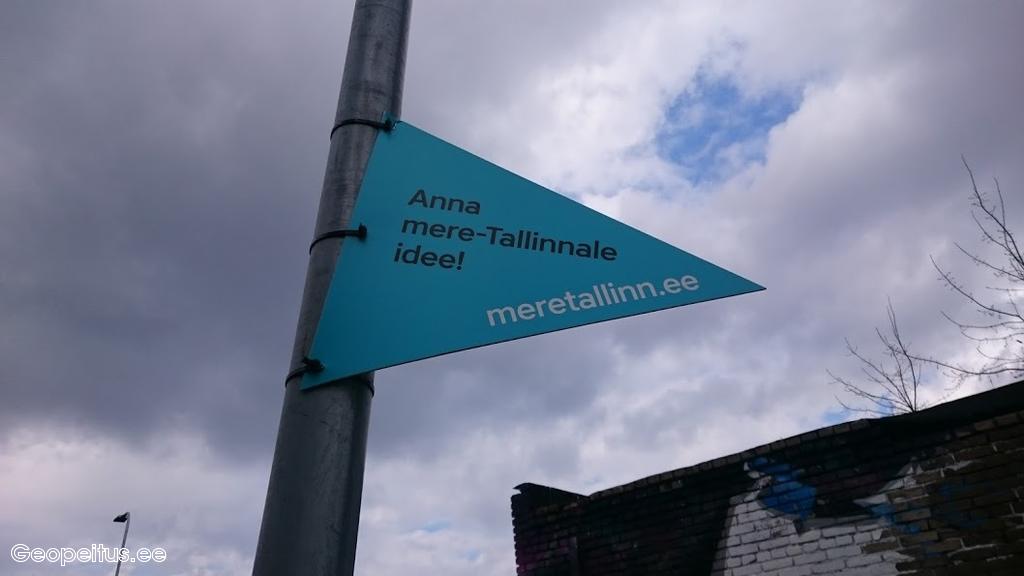 Anna
mere-Tallinnale
idee!
meretallinn.ee
Geopeitus.ee